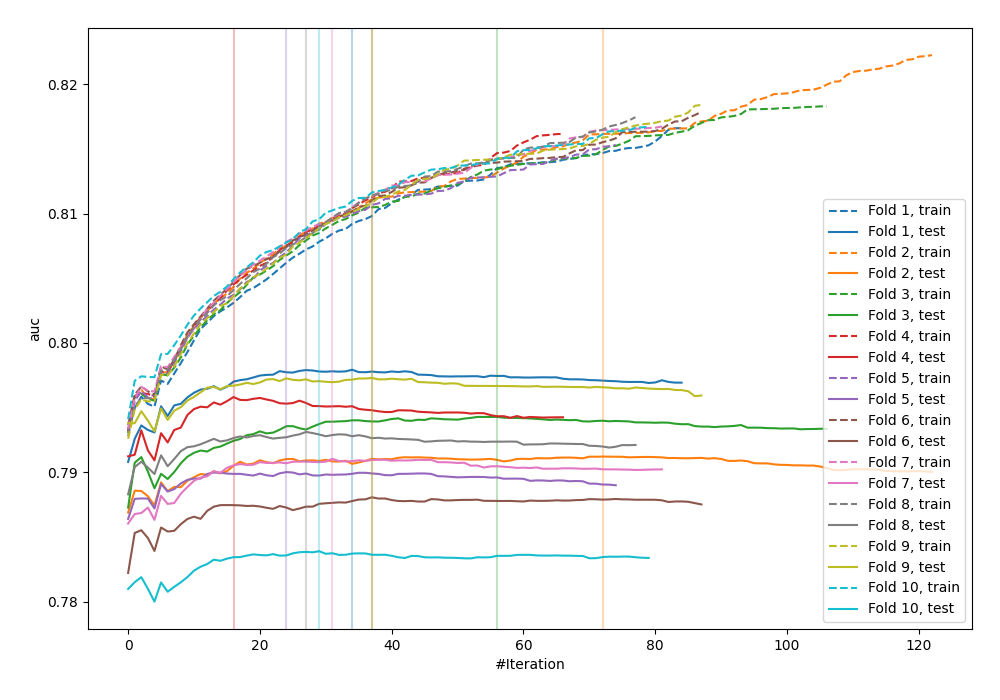 0.82
0.81
0.80
0.79
0.78
auc
0
20
40
60
80
100
120
#Iteration
Fold 1, train
Fold 1, test
Fold 2, train
Fold 2, test
Fold 3, train
Fold 3, test
Fold 4, train
Fold 4, test
Fold 5, train
Fold 5, test
Fold 6, train
Fold 6, test
Fold 7, train
Fold 7, test
Fold 8, train
Fold 8, test
Fold 9, train
Fold 9, test
Fold 10, train
Fold 10, test